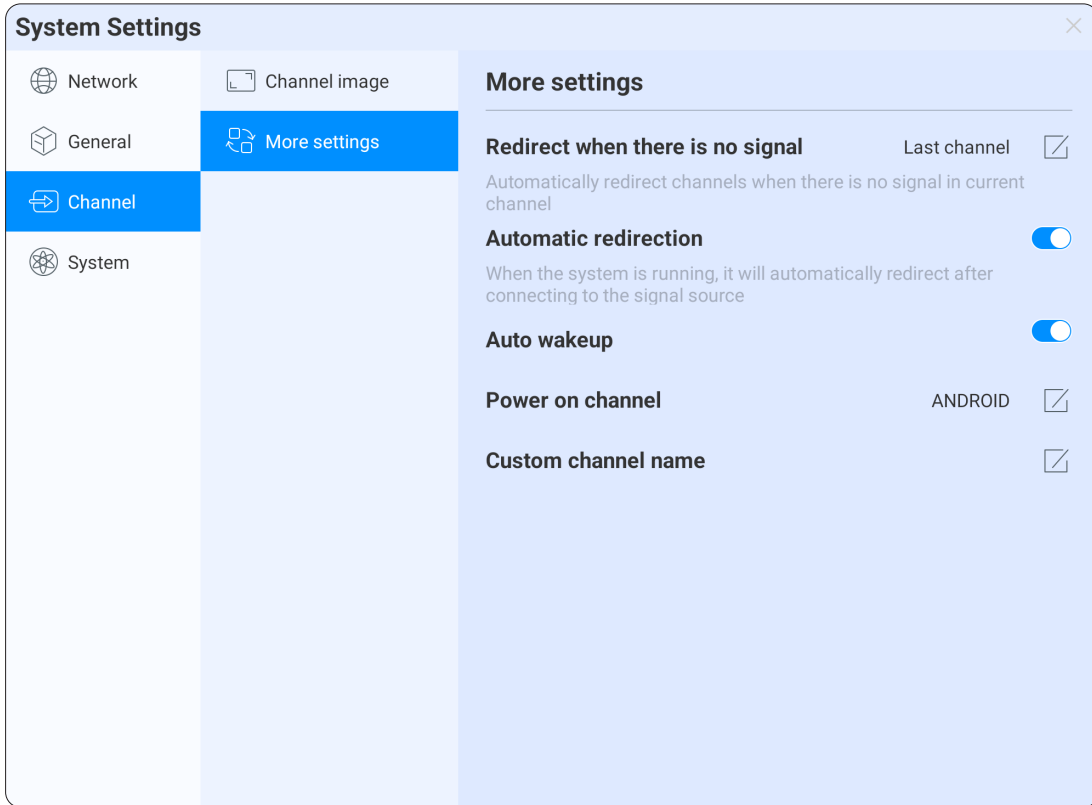 System Settings
Network
General
Channel
System
Channel image
More settings
More settings
Redirect when there is no signal
Last channel
Automatically redirect channels when there is no signal in current
channel
Automatic redirection
When the system is running, it will automatically redirect after
connecting to the signal source
Auto wakeup
Power on channel
ANDROID
Custom channel name